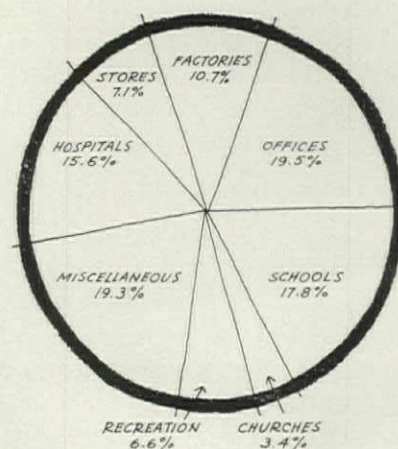 FACTORIES
10.7%
STORES
7.1%
HOSPITALS
15.6%
OFFICES
19.5%
MISCELLANEOUS
19.3%
SCHOOLS
17.8%
RECREATION
6.6%
CHURCHES
3.4%